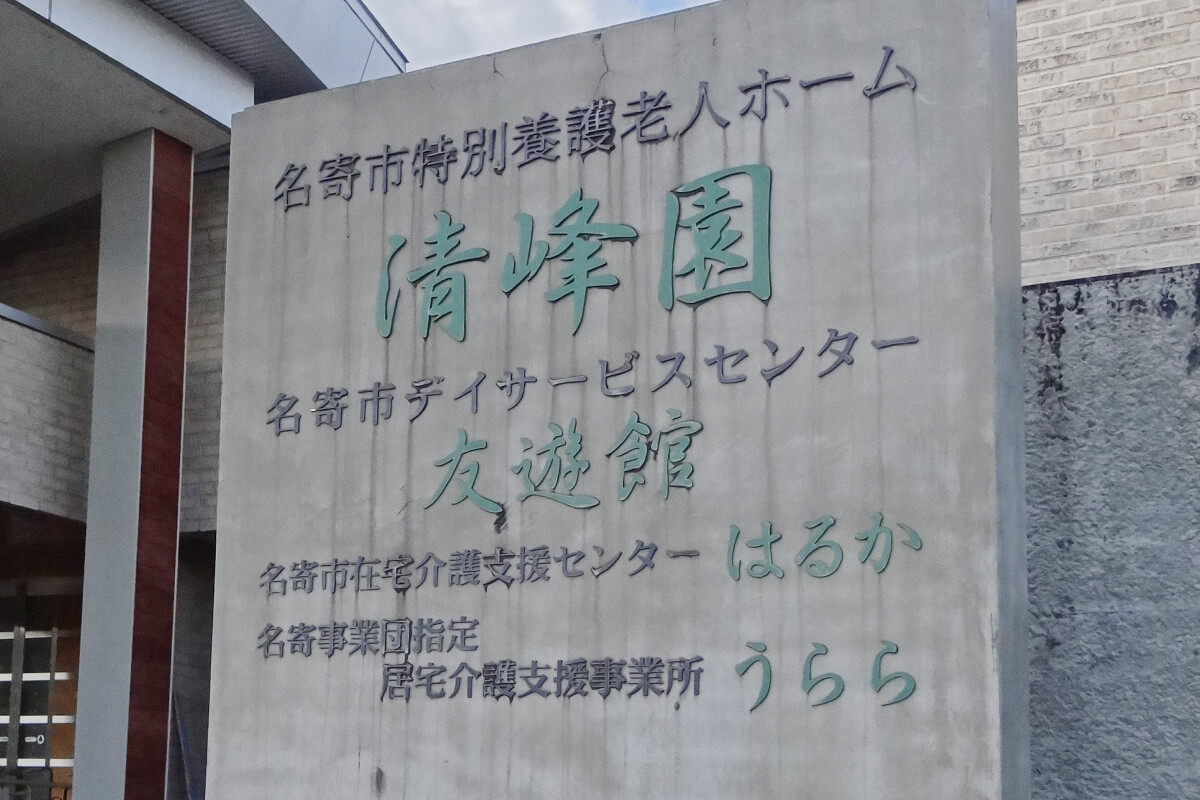 名寄市特別養護老人ホーム
清峰園
名寄市デイサービスセンター
友遊館
名寄市在宅介護支援センター はるか
名寄事業団指定
居宅介護支援事業所 うらら